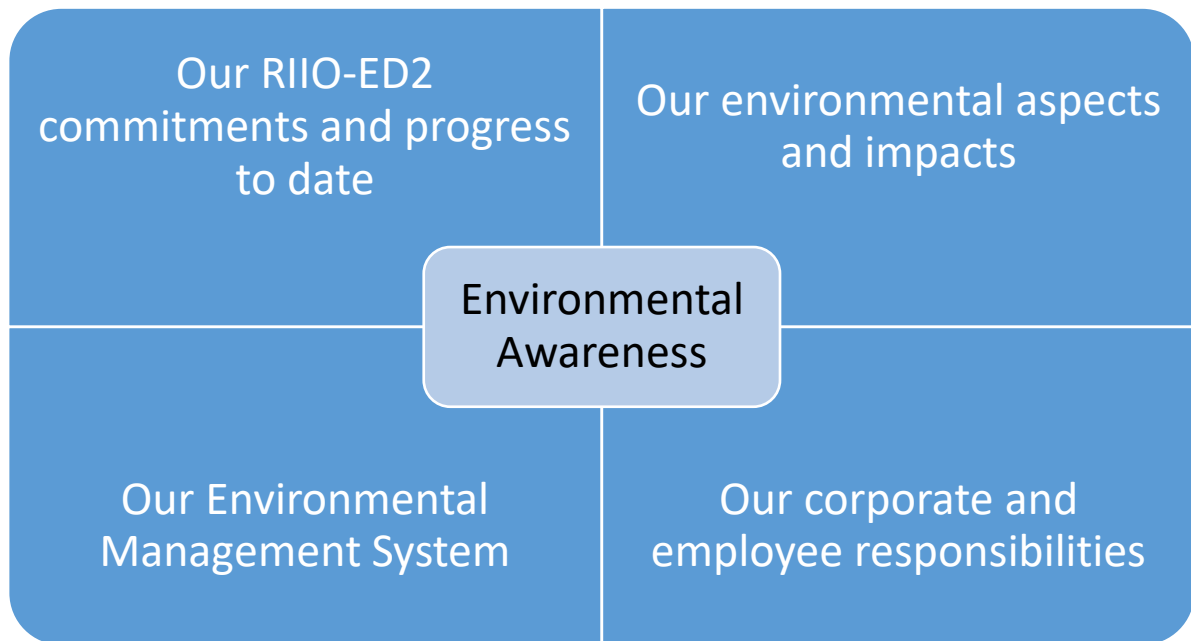 Our RIIO-ED2
commitments and progress
to date
Our environmental aspects
and impacts
Environmental
Awareness
Our Environmental
Management System
Our corporate and
employee responsibilities